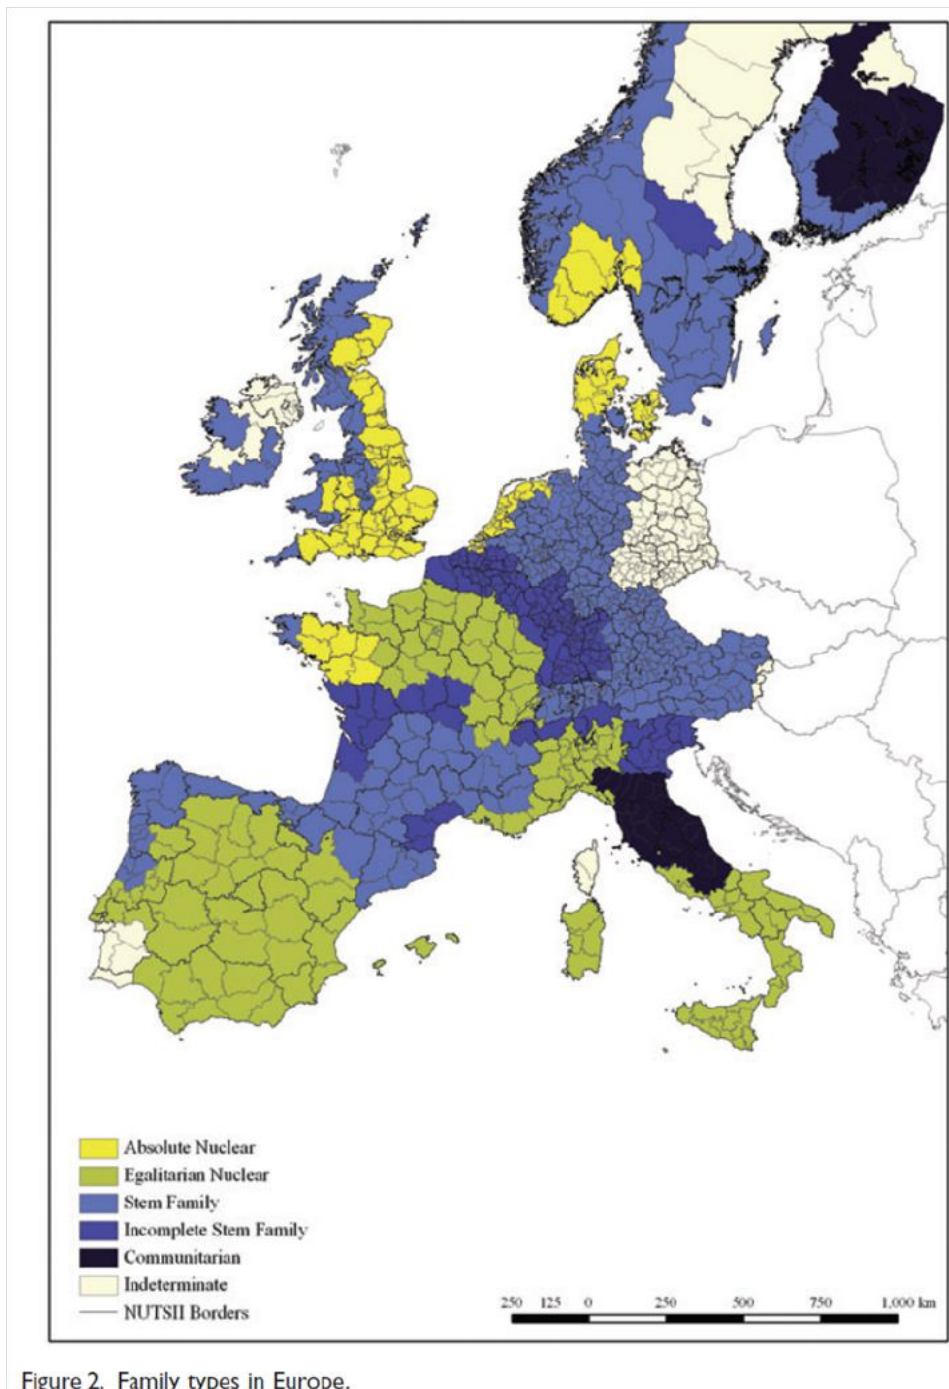 Absolute Nuclear
Egalitarian Nuclear
Stem Family
Incomplete Stem Family
Communitarian
Indeterminate
NUTSII Borders
250 125 0 250 500 750 1,000 km
Figure 2. Family types in Europe.